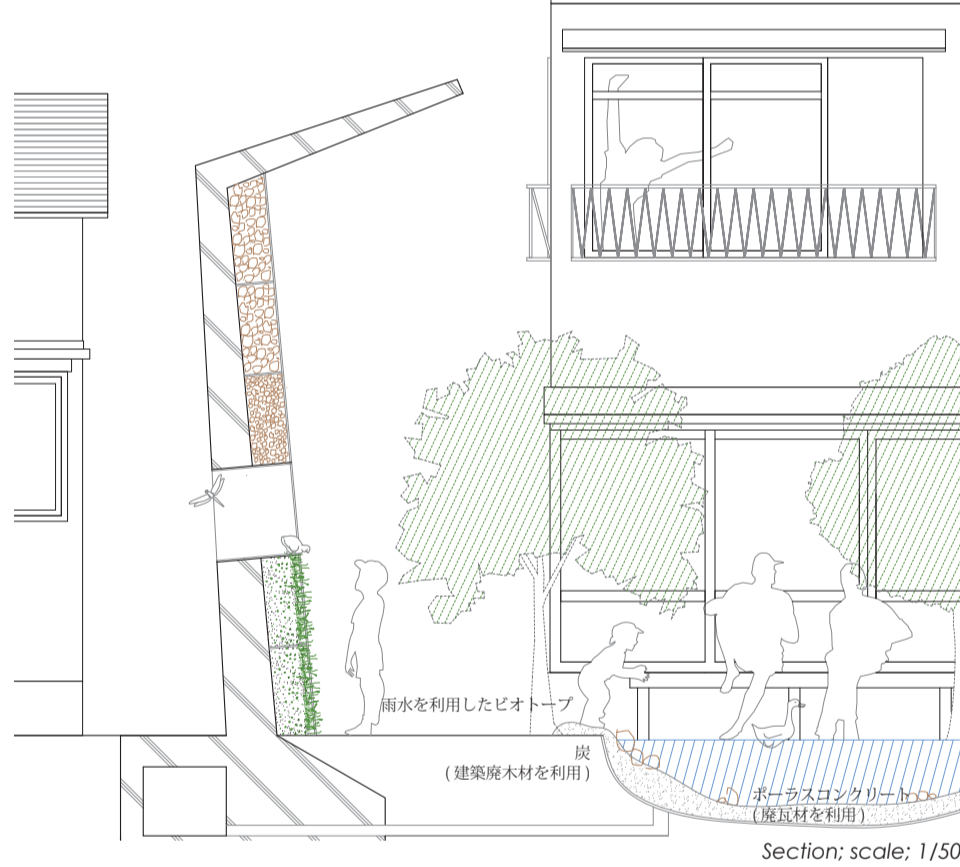 雨水を利用したビオトープ
炭
(建築廃木材を利用)
ポーラスコンクリート
(廃瓦材を利用)
Section; scale; 1/50